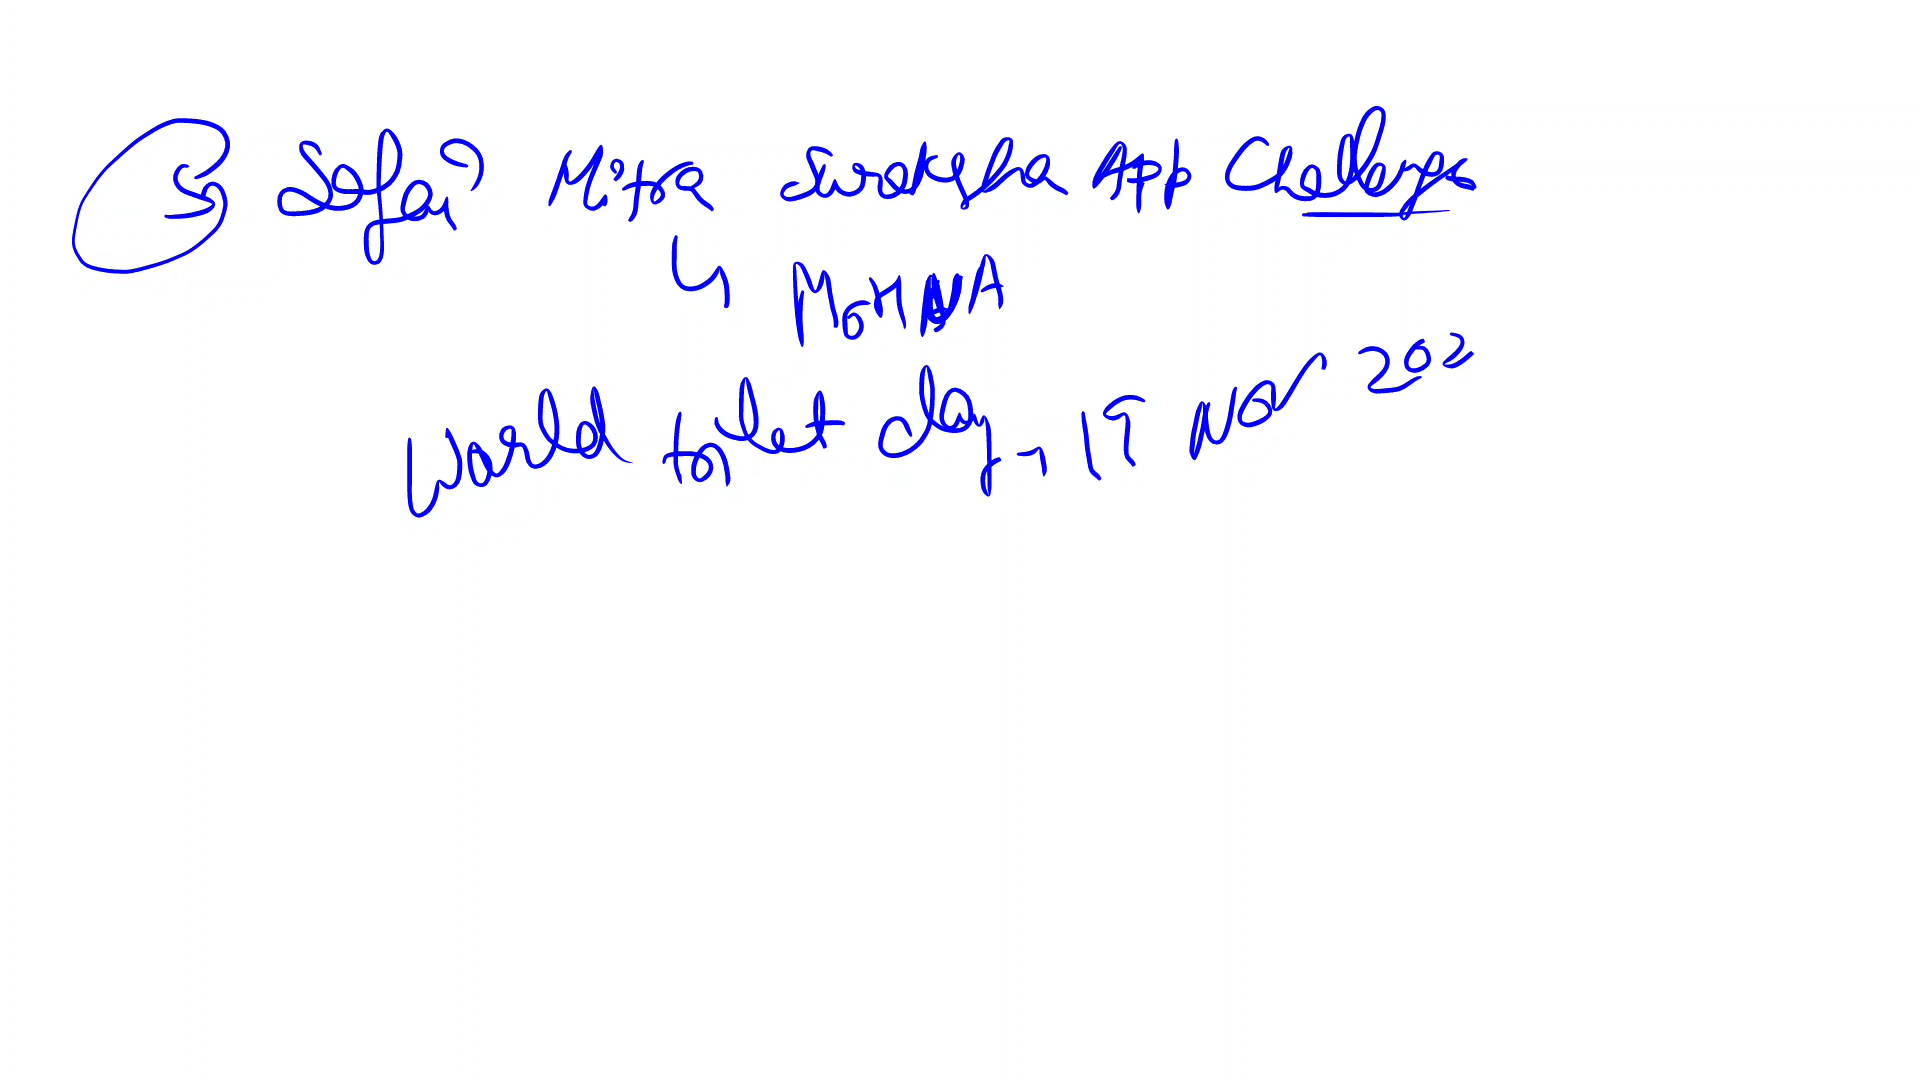 Safai Mitra Suraksha App Challenge
↳ MOHUA
World toilet day, 19 Nov 202